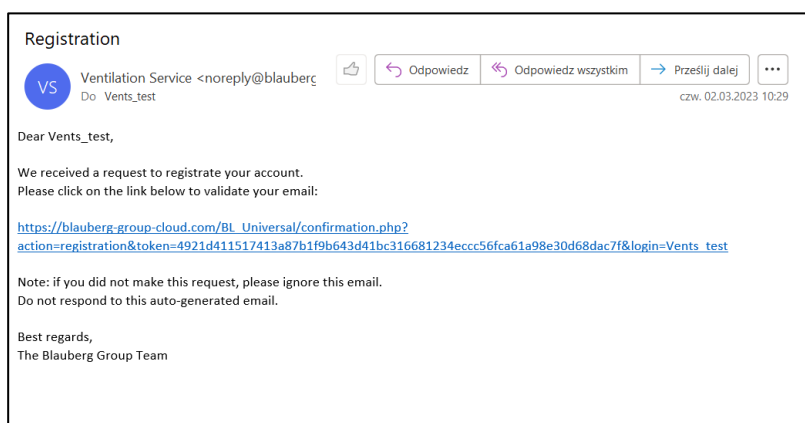 Registration
VS
Ventilation Service <noreply@blauberg
Odpowiedz
Odpowiedz wszystkim
Prześlij dalej
Do Vents_test
czw. 02.03.2023 10:29
Dear Vents_test,
We received a request to registrate your account.
Please click on the link below to validate your email:
https://blauberg-group-cloud.com/BL_Universal/confirmation.php?
action=registration&token=4921d411517413a87b1f9b643d41bc316681234eccc56fca61a98e30d68dac7f&login=Vents_test
Note: if you did not make this request, please ignore this email.
Do not respond to this auto-generated email.
Best regards,
The Blauberg Group Team